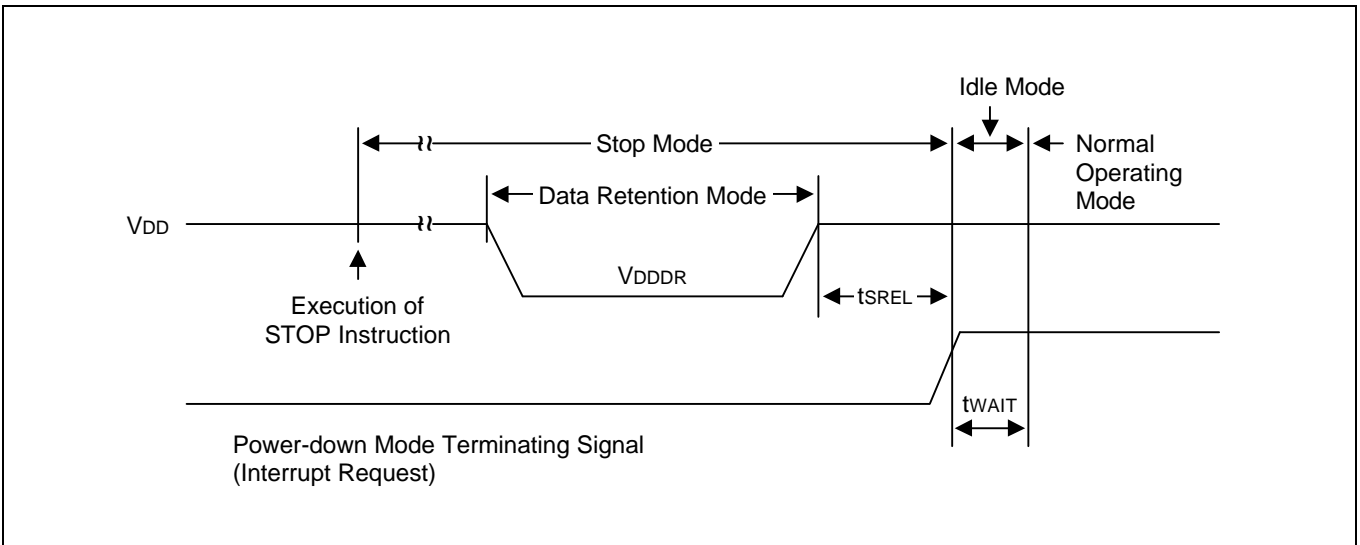 Idle Mode
Stop Mode
Normal
Operating
Mode
Data Retention Mode
VDD
VDDDR
tSREL
Execution of
STOP Instruction
tWAIT
Power-down Mode Terminating Signal
(Interrupt Request)